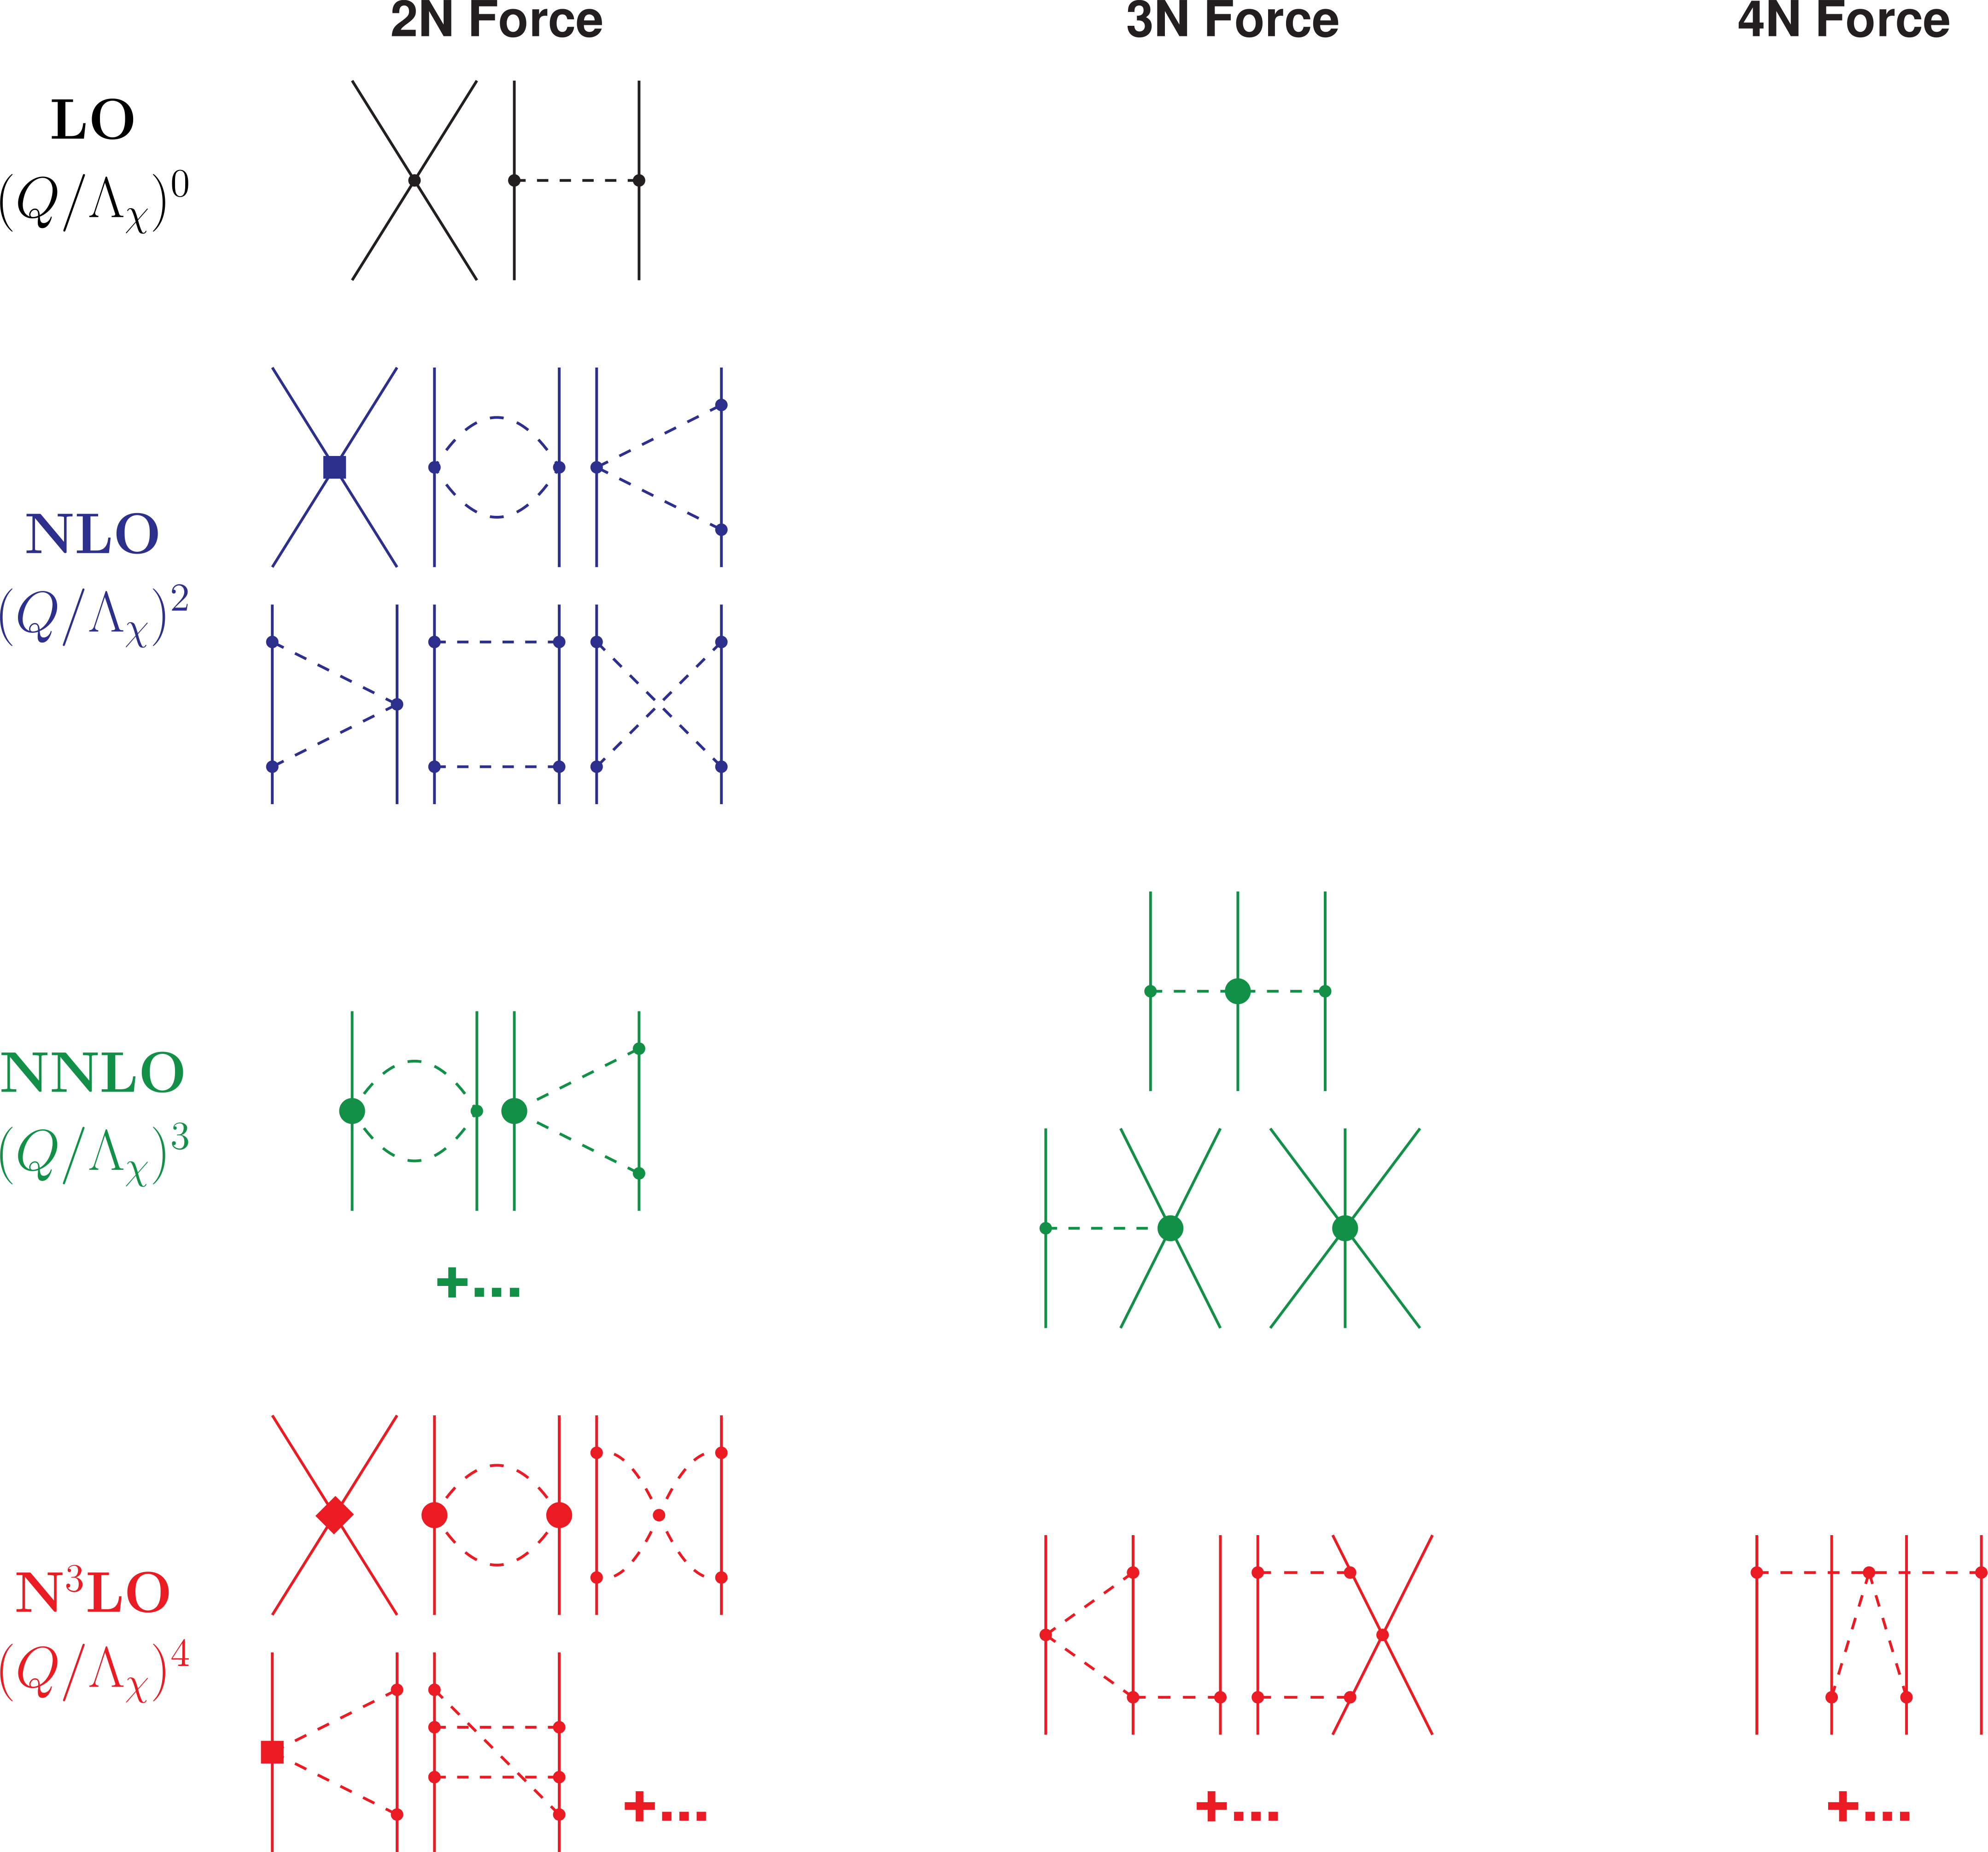 2N Force 3N Force 4N Force
LO
(Q/Λχ)⁰
NLO
(Q/Λχ)²
NNLO
(Q/Λχ)³
+...
N³LO
(Q/Λχ)⁴
+... +... +...